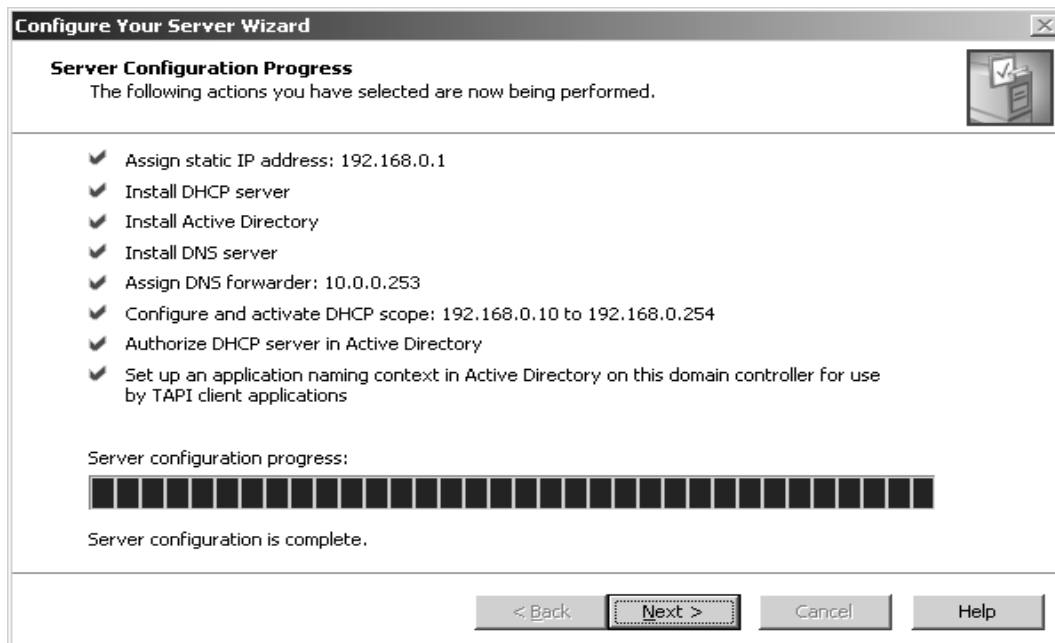 Configure Your Server Wizard
Server Configuration Progress
The following actions you have selected are now being performed.
Assign static IP address: 192.168.0.1
Install DHCP server
Install Active Directory
Install DNS server
Assign DNS forwarder: 10.0.0.253
Configure and activate DHCP scope: 192.168.0.10 to 192.168.0.254
Authorize DHCP server in Active Directory
Set up an application naming context in Active Directory on this domain controller for use
by TAPI client applications
Server configuration progress:
Server configuration is complete.
< Back
Next >
Cancel
Help